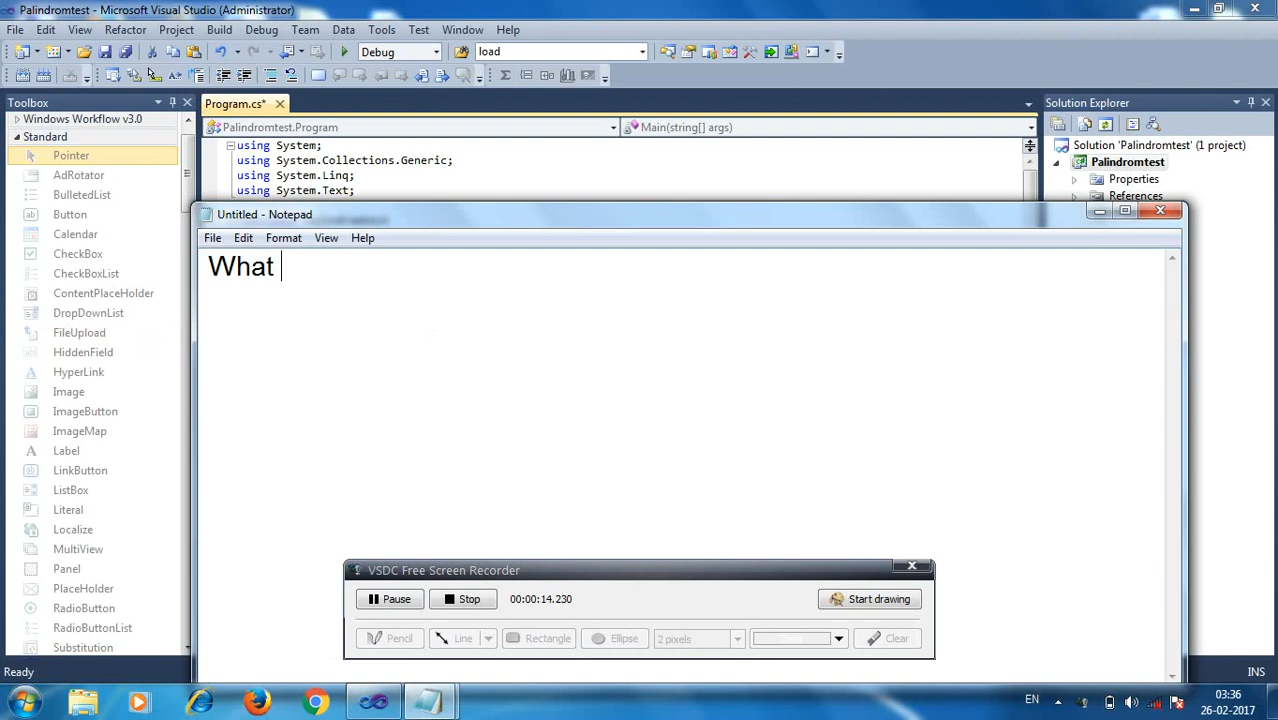 Palindromtest - Microsoft Visual Studio (Administrator)
File Edit View Refactor Project Build Debug Team Data Tools Test Window Help
Debug load
Toolbox
Program.cs*
Solution Explorer
Windows Workflow v3.0
Palindromtest.Program
Main(string[] args)
Standard
using System;
Solution 'Palindromtest' (1 project)
Pointer
using System.Collections.Generic;
Palindromtest
AdRotator
using System.Linq;
Properties
BulletedList
using System.Text;
References
Button
Untitled - Notepad
Calendar
File Edit Format View Help
CheckBox
What
CheckBoxList
ContentPlaceHolder
DropDownList
FileUpload
HiddenField
HyperLink
Image
ImageButton
ImageMap
Label
LinkButton
ListBox
Literal
Localize
MultiView
Panel
PlaceHolder
RadioButton
RadioButtonList
Substitution
VSDC Free Screen Recorder
Pause Stop 00:00:14.230 Start drawing
Pencil Line Rectangle Ellipse 2 pixels Clear
Ready
INS
EN
03:36
26-02-2017